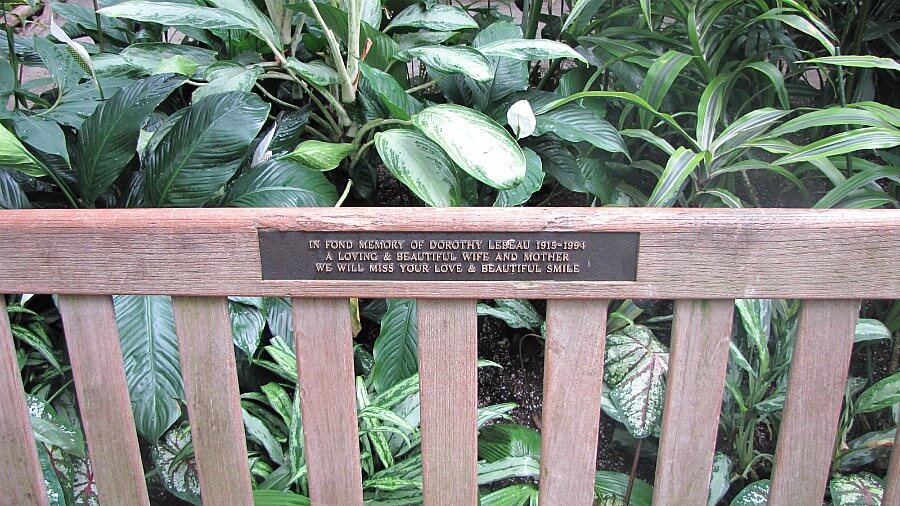 IN FOND MEMORY OF DOROTHY LEBEAU 1915-1994
A LOVING & BEAUTIFUL WIFE AND MOTHER
WE WILL MISS YOUR LOVE & BEAUTIFUL SMILE